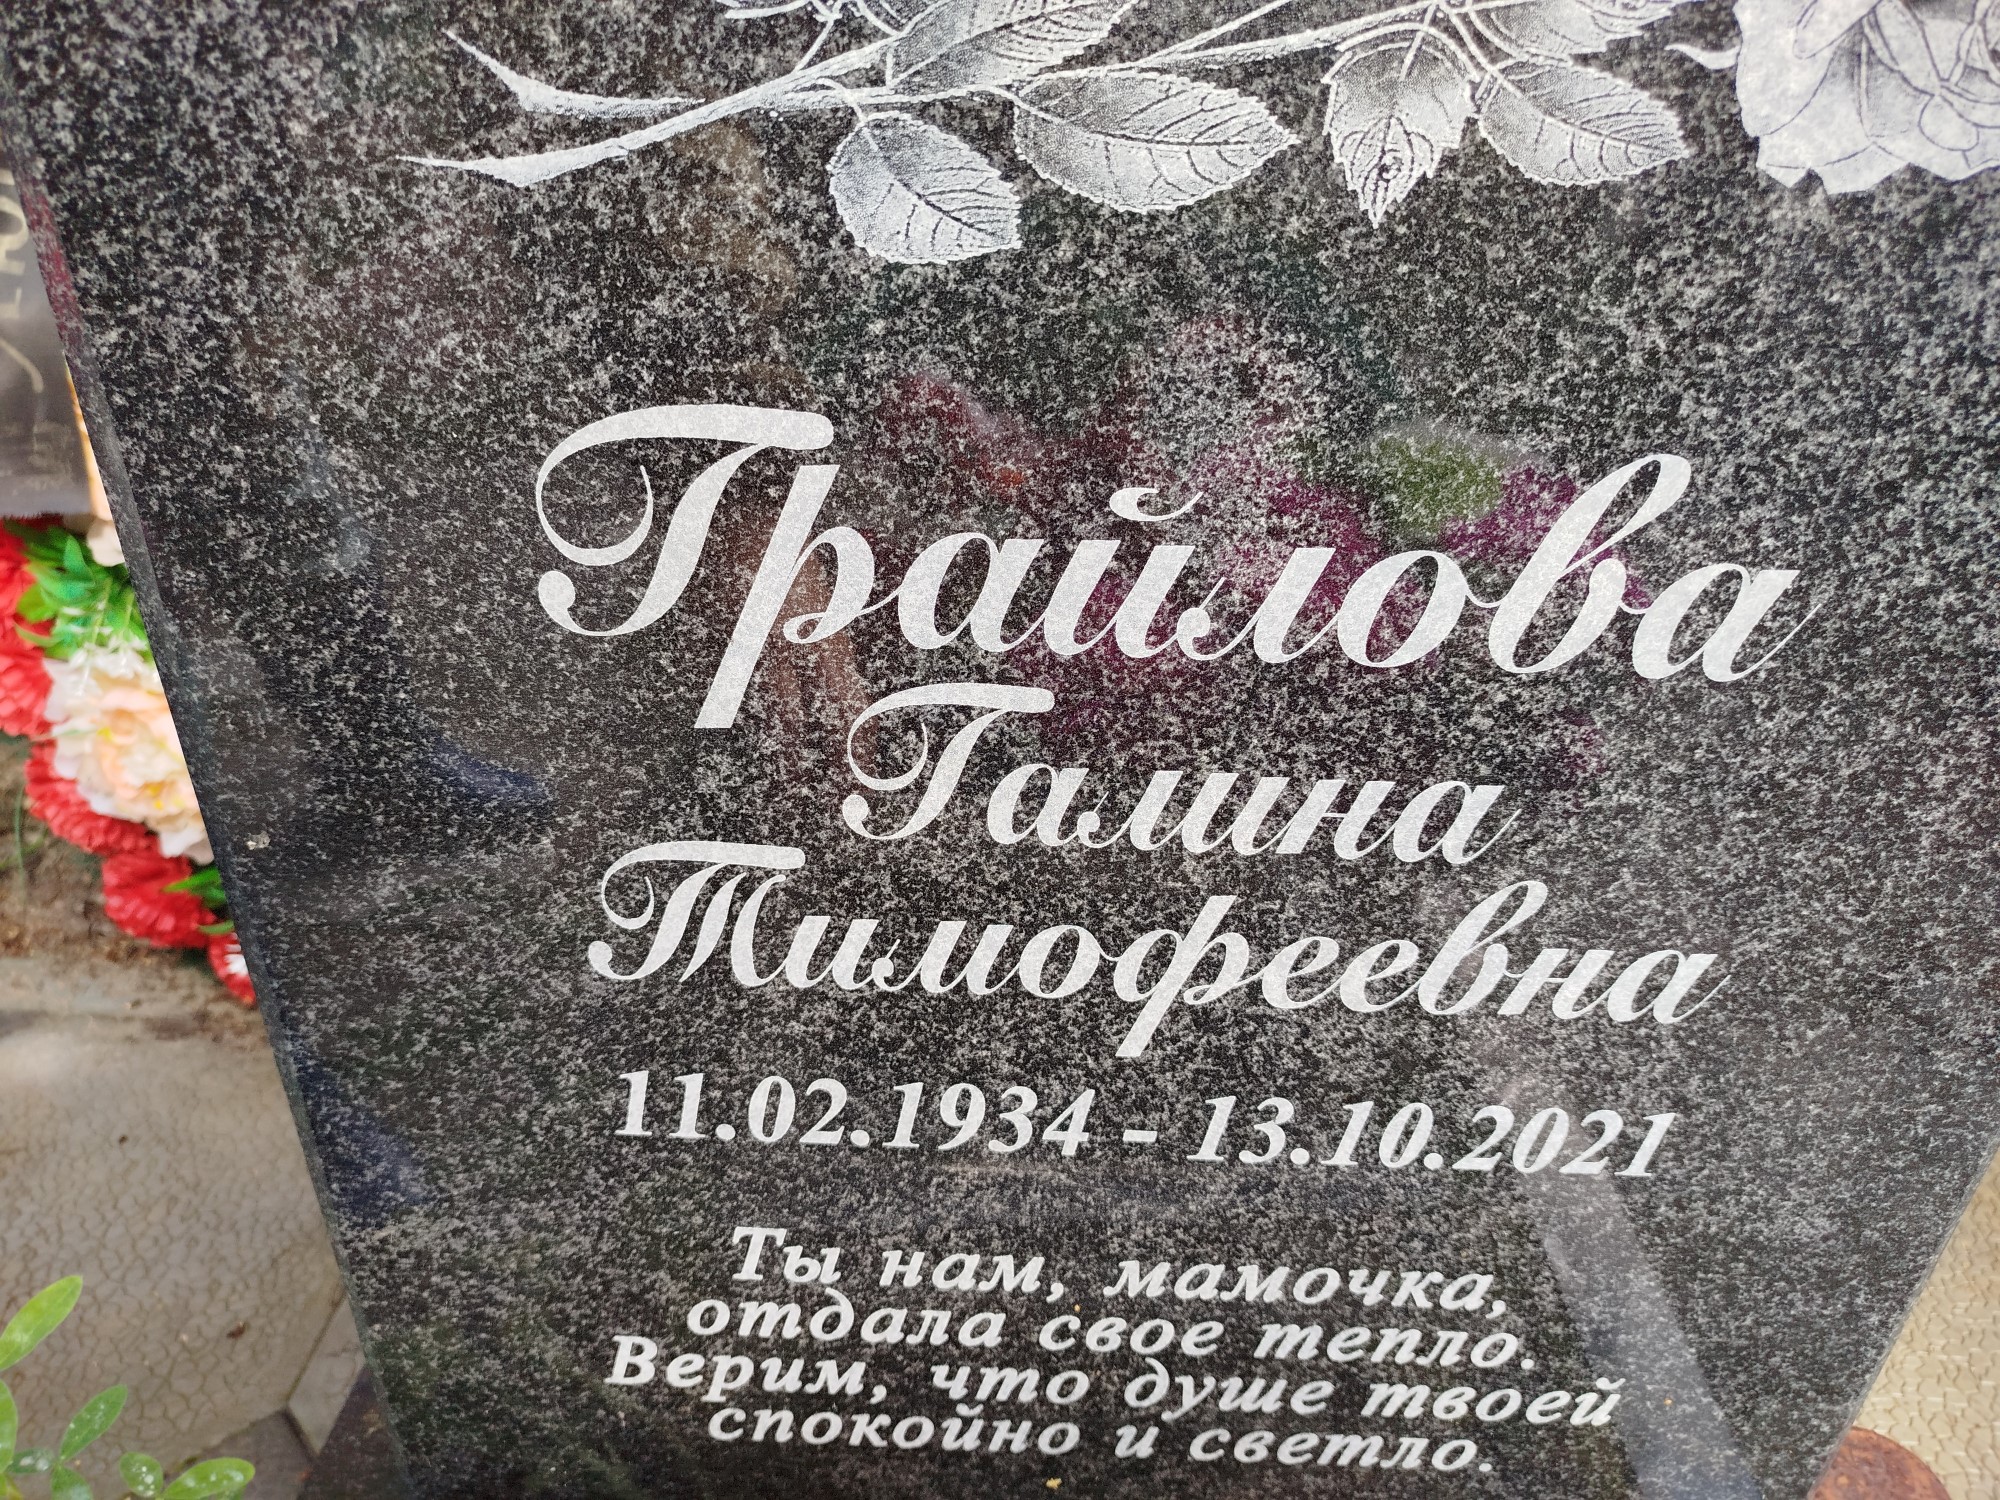 Грайлова
Галина
Тимофеевна
11.02.1934 - 13.10.2021
Ты нам, мамочка,
отдала свое тепло.
Верим, что душе твоей
спокойно и светло.